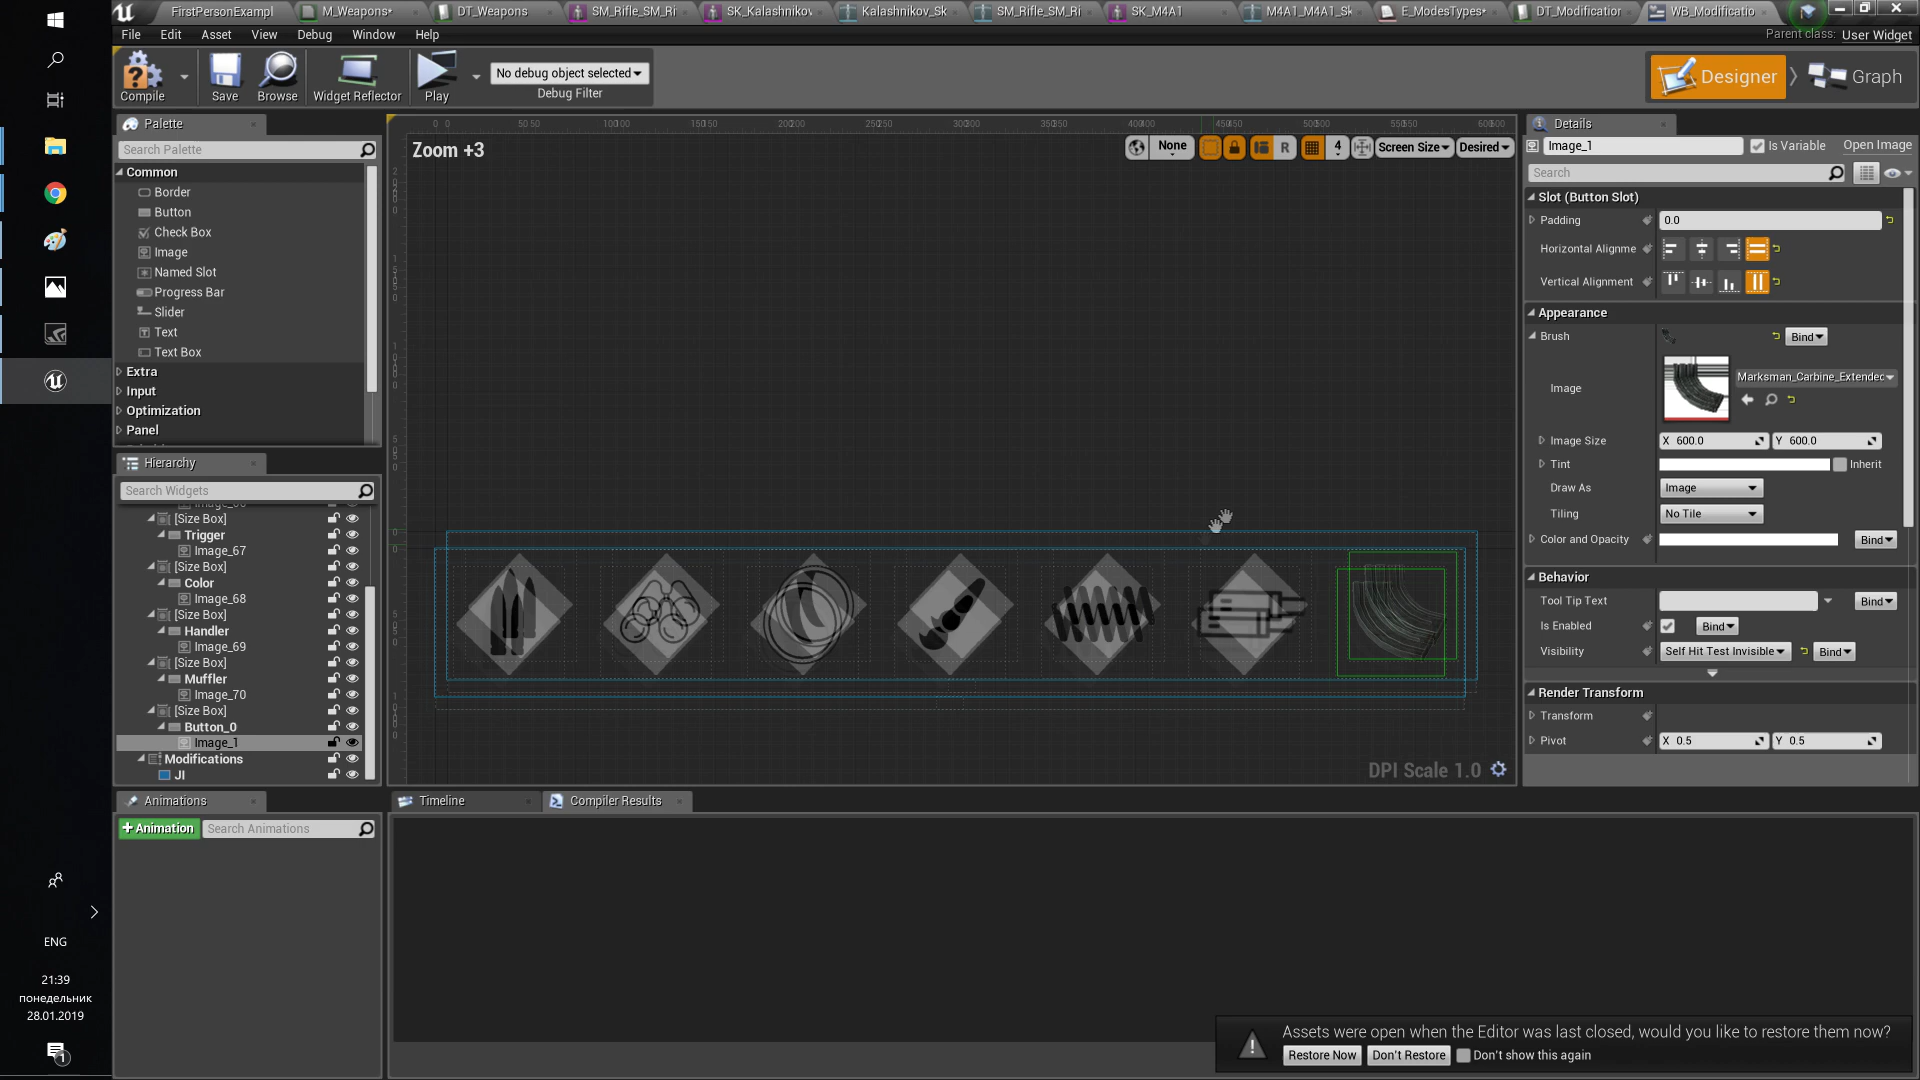 FirstPersonExampl
M_Weapons*
DT_Weapons
SM_Rifle_SM_Ri
SK_Kalashnikov
Kalashnikov_Sk
SM_Rifle_SM_Ri
SK_M4A1
M4A1_M4A1_Sk
E_ModesTypes*
DT_Modification
WB_Modificatio
File Edit Asset View Debug Window Help
Parent class: User Widget
Compile
Save
Browse
Widget Reflector
Play
No debug object selected
Debug Filter
Designer
Graph
Palette
Search Palette
Common
Border
Button
Check Box
Image
Named Slot
Progress Bar
Slider
Text
Text Box
Extra
Input
Optimization
Panel
Hierarchy
Search Widgets
[Size Box]
Trigger
Image_67
[Size Box]
Color
Image_68
[Size Box]
Handler
Image_69
[Size Box]
Muffler
Image_70
[Size Box]
Button_0
Image_1
Modifications
JI
Zoom +3
None
R
4
Screen Size
Desired
DPI Scale 1.0
Details
Image_1
Is Variable
Open Image
Search
Slot (Button Slot)
Padding 0.0
Horizontal Alignme
Vertical Alignment
Appearance
Brush Bind
Image Marksman_Carbine_Extended
Image Size X 600.0 Y 600.0
Tint Inherit
Draw As Image
Tiling No Tile
Color and Opacity Bind
Behavior
Tool Tip Text Bind
Is Enabled Bind
Visibility Self Hit Test Invisible Bind
Render Transform
Transform
Pivot X 0.5 Y 0.5
Animations
+Animation
Search Animations
Timeline
Compiler Results
Assets were open when the Editor was last closed, would you like to restore them now?
Restore Now Don't Restore Don't show this again
ENG
21:39
понедельник
28.01.2019
1